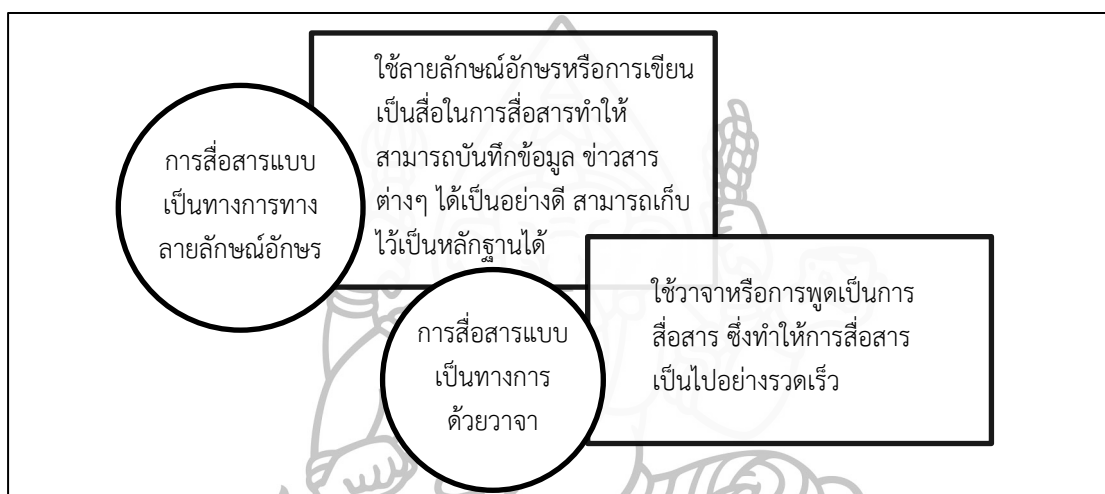 ใช้ลายลักษณ์อักษรหรือการเขียน
เป็นสื่อในการสื่อสารทำให้
สามารถบันทึกข้อมูล ข่าวสาร
ต่างๆ ได้เป็นอย่างดี สามารถเก็บ
ไว้เป็นหลักฐานได้
การสื่อสารแบบ
เป็นทางการทาง
ลายลักษณ์อักษร
ใช้วาจาหรือการพูดเป็นการ
สื่อสาร ซึ่งทำให้การสื่อสาร
เป็นไปอย่างรวดเร็ว
การสื่อสารแบบ
เป็นทางการ
ด้วยวาจา